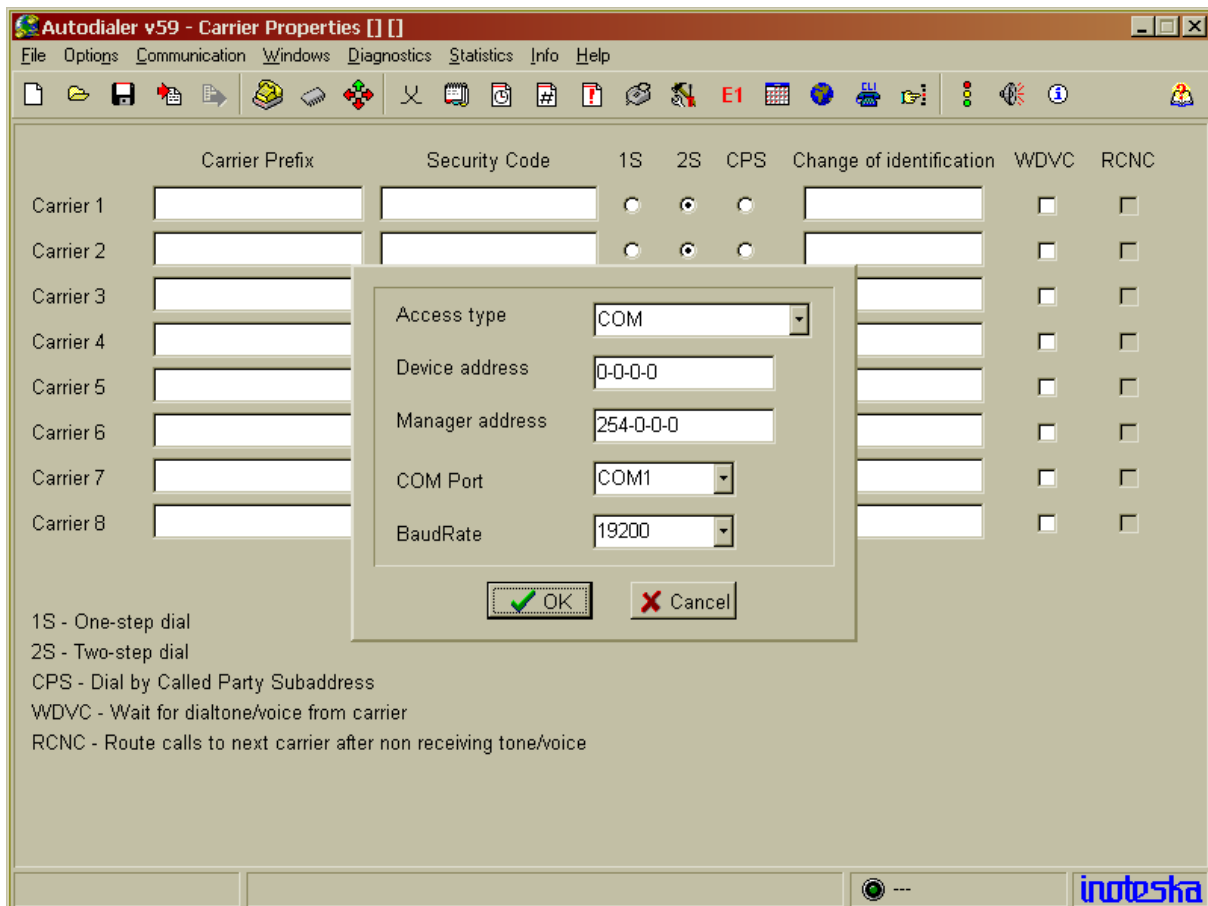 Autodialer v59 - Carrier Properties [] []
File Options Communication Windows Diagnostics Statistics Info Help
E1 CLI
Carrier Prefix Security Code 1S 2S CPS Change of identification WDVC RCNC
Carrier 1
Carrier 2
Carrier 3
Carrier 4
Carrier 5
Carrier 6
Carrier 7
Carrier 8
Access type COM
Device address 0-0-0-0
Manager address 254-0-0-0
COM Port COM1
BaudRate 19200
OK Cancel
1S - One-step dial
2S - Two-step dial
CPS - Dial by Called Party Subaddress
WDVC - Wait for dialtone/voice from carrier
RCNC - Route calls to next carrier after non receiving tone/voice
---
inoteska